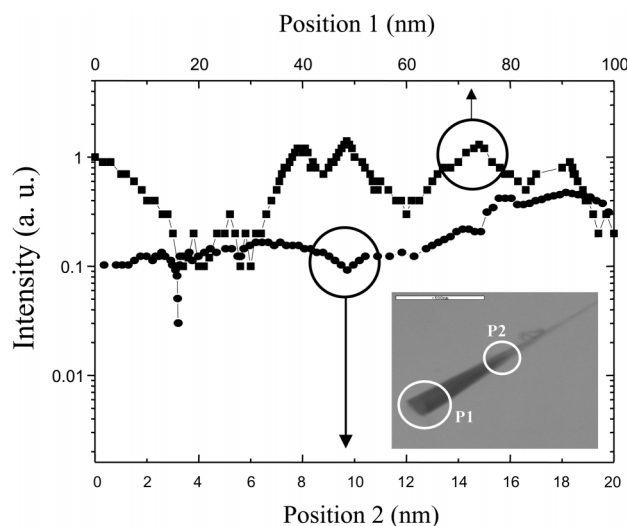 Position 1 (nm)
0 20 40 60 80 100
Intensity (a. u.)
1
0.1
0.01
P2
P1
0 2 4 6 8 10 12 14 16 18 20
Position 2 (nm)